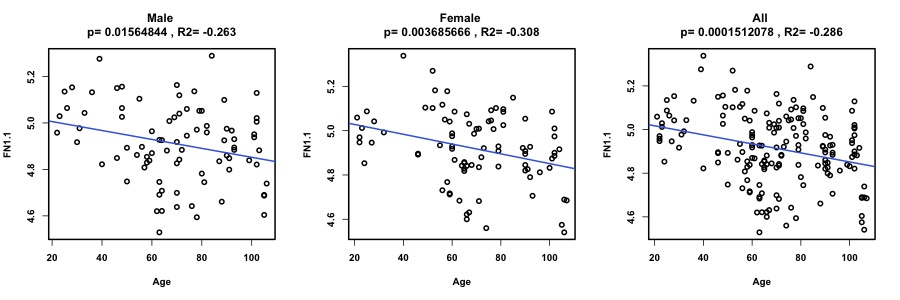 Male
p= 0.01564844 , R2= -0.263
FN1.1
5.2
5.0
4.8
4.6
20 40 60 80 100
Age
Female
p= 0.003685666 , R2= -0.308
FN1.1
5.2
5.0
4.8
4.6
20 40 60 80 100
Age
All
p= 0.0001512078 , R2= -0.286
FN1.1
5.2
5.0
4.8
4.6
20 40 60 80 100
Age